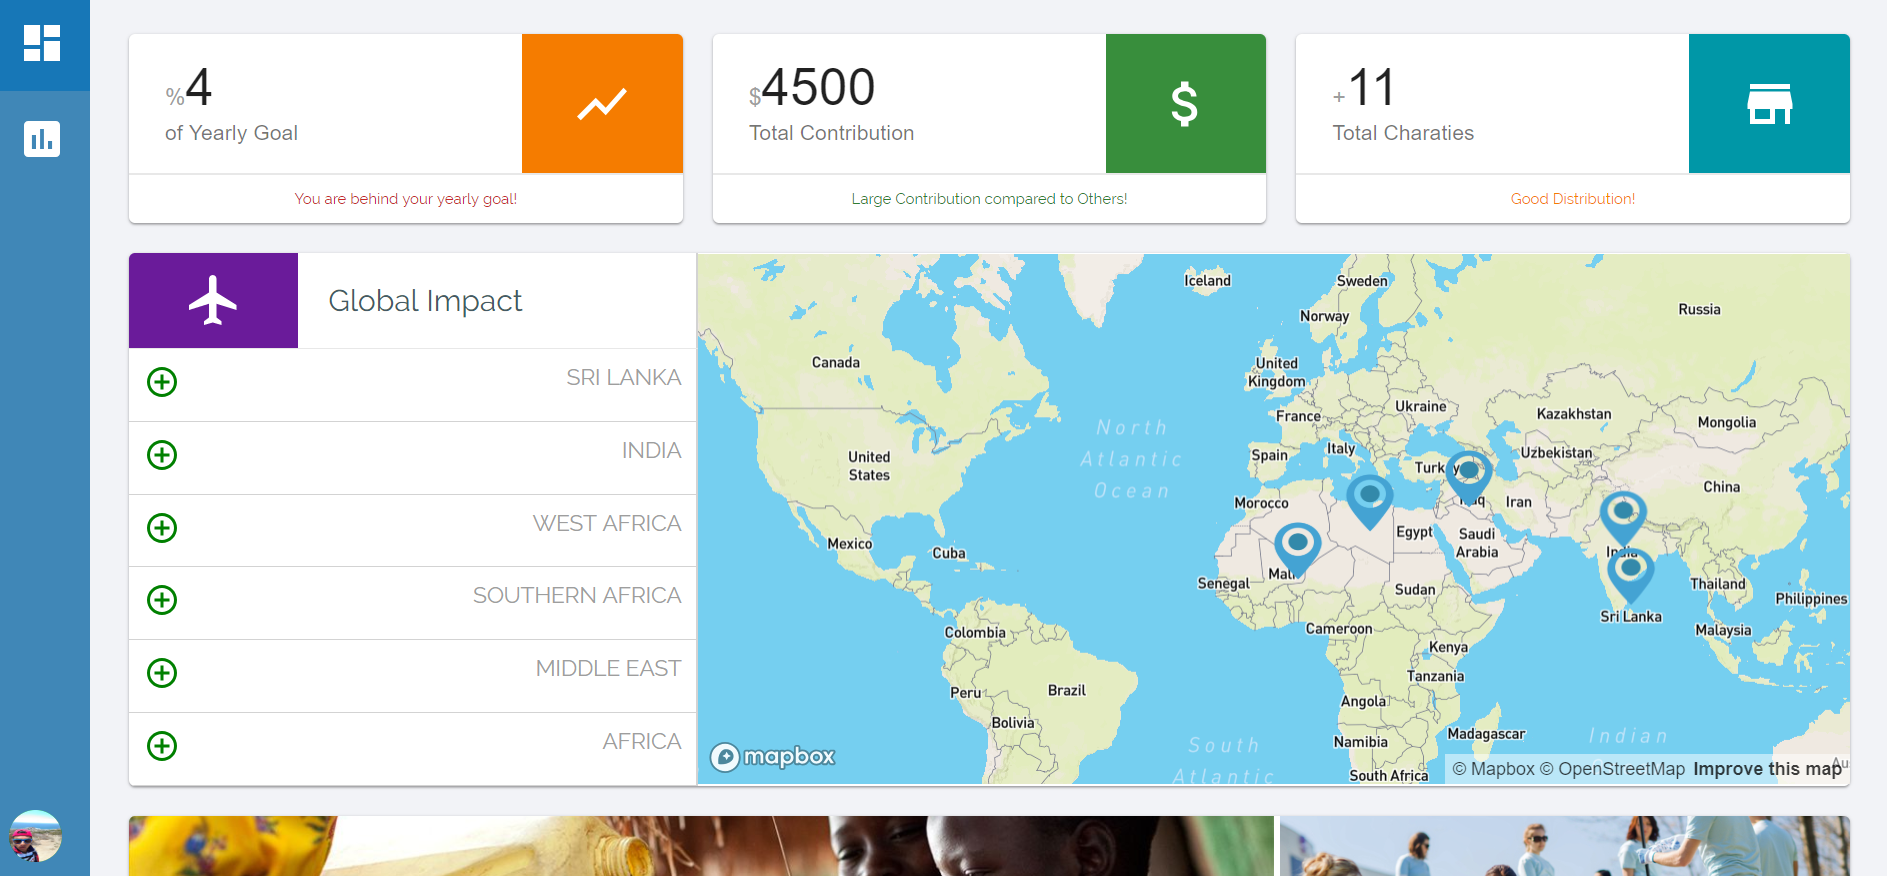 %4
of Yearly Goal
You are behind your yearly goal!
$4500
Total Contribution
Large Contribution compared to Others!
+11
Total Charaties
Good Distribution!
Global Impact
SRI LANKA
INDIA
WEST AFRICA
SOUTHERN AFRICA
MIDDLE EAST
AFRICA
Iceland
Sweden
Norway
Russia
Canada
United
Kingdom
France
Ukraine
Kazakhstan
Mongolia
North
Atlantic
Ocean
United
States
Spain
Italy
Uzbekistan
China
Morocco
Iran
Egypt
Saudi
Arabia
Mexico
Cuba
Mali
Senegal
Sudan
Thailand
Philippines
Sri Lanka
Malaysia
Colombia
Cameroon
Kenya
Tanzania
Peru
Brazil
Angola
Bolivia
Namibia
Madagascar
Indian
South
Atlantic
South Africa
mapbox
© Mapbox © OpenStreetMap Improve this map